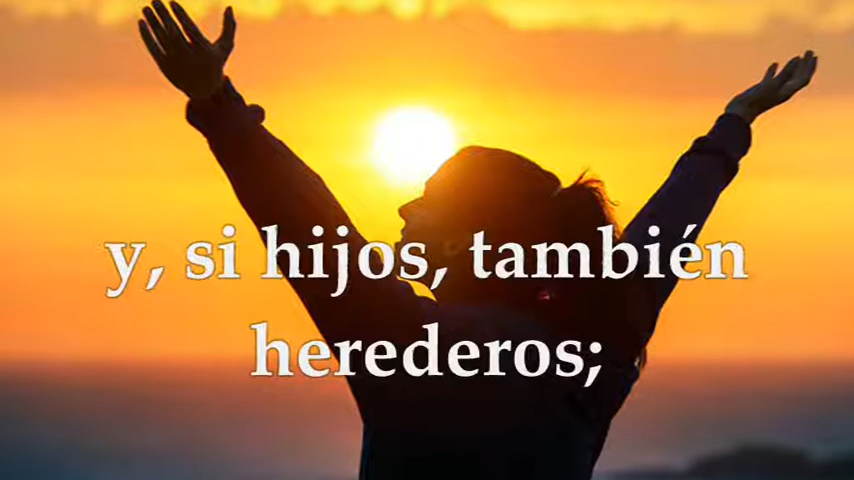 y, si hijos, también
herederos;